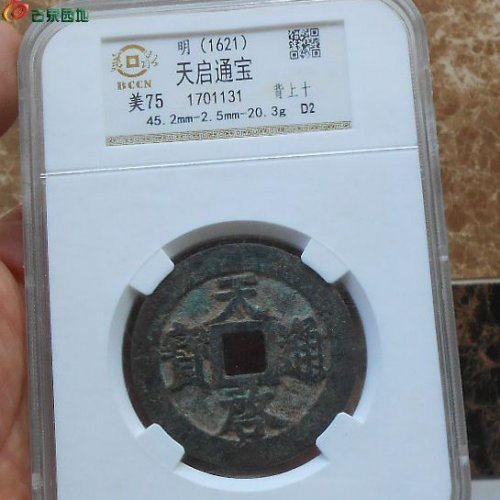 古泉园地
明 (1621)
天启通宝
BCCN
美75 1701131 背上十
45.2mm-2.5mm-20.3g D2
天
寶 通
啓